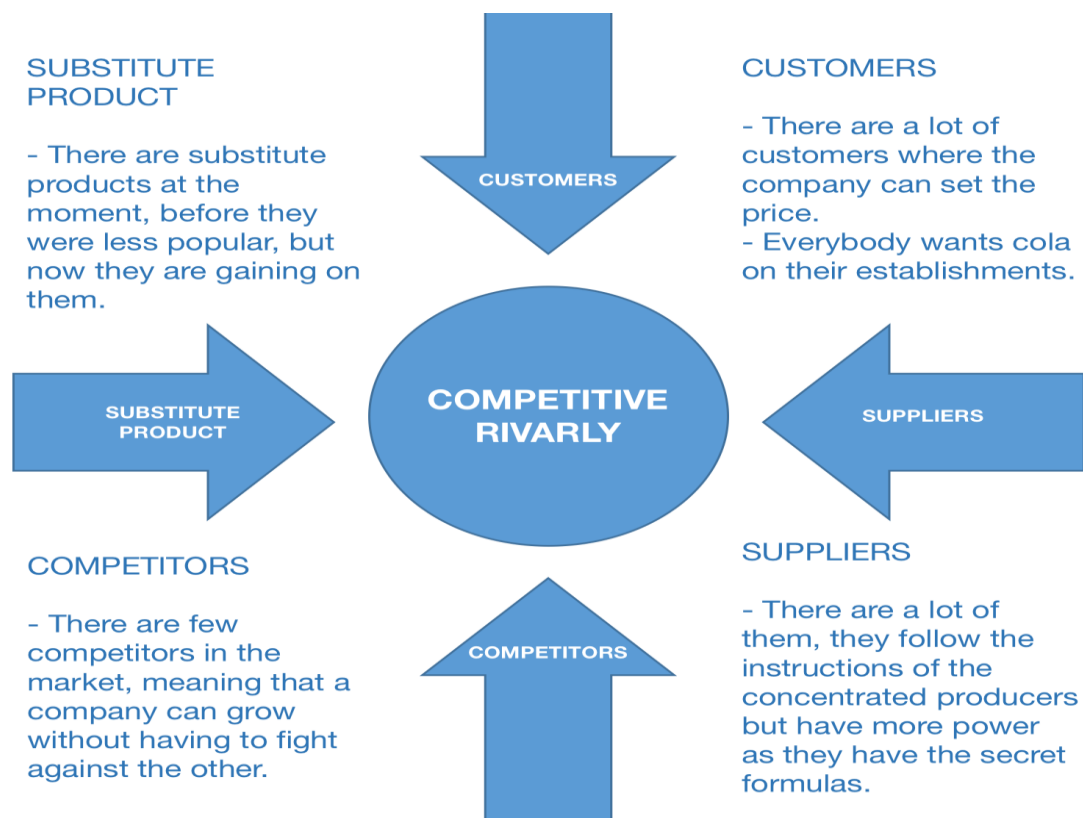 SUBSTITUTE
PRODUCT
- There are substitute
products at the
moment, before they
were less popular, but
now they are gaining on
them.
CUSTOMERS
CUSTOMERS
- There are a lot of
customers where the
company can set the
price.
- Everybody wants cola
on their establishments.
SUBSTITUTE
PRODUCT
COMPETITIVE
RIVARLY
SUPPLIERS
COMPETITORS
- There are few
competitors in the
market, meaning that a
company can grow
without having to fight
against the other.
COMPETITORS
SUPPLIERS
- There are a lot of
them, they follow the
instructions of the
concentrated producers
but have more power
as they have the secret
formulas.